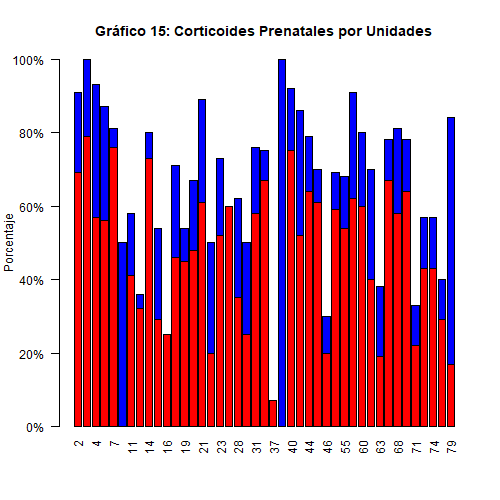 Gráfico 15: Corticoides Prenatales por Unidades
Porcentaje
100%
80%
60%
40%
20%
0%
2 4 7 11 14 16 19 21 23 28 31 37 40 44 46 55 60 63 68 71 74 79